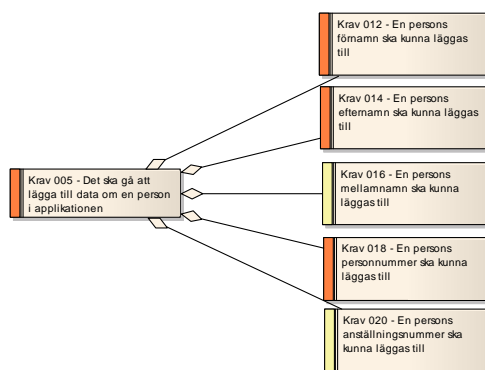 Krav 012 - En persons
förnamn ska kunna läggas
till
Krav 014 - En persons
efternamn ska kunna läggas
till
Krav 005 - Det ska gå att
lägga till data om en person
i applikationen
Krav 016 - En persons
mellamnamn ska kunna
läggas till
Krav 018 - En persons
personnummer ska kunna
läggas till
Krav 020 - En persons
anställningsnummer ska
kunna läggas till